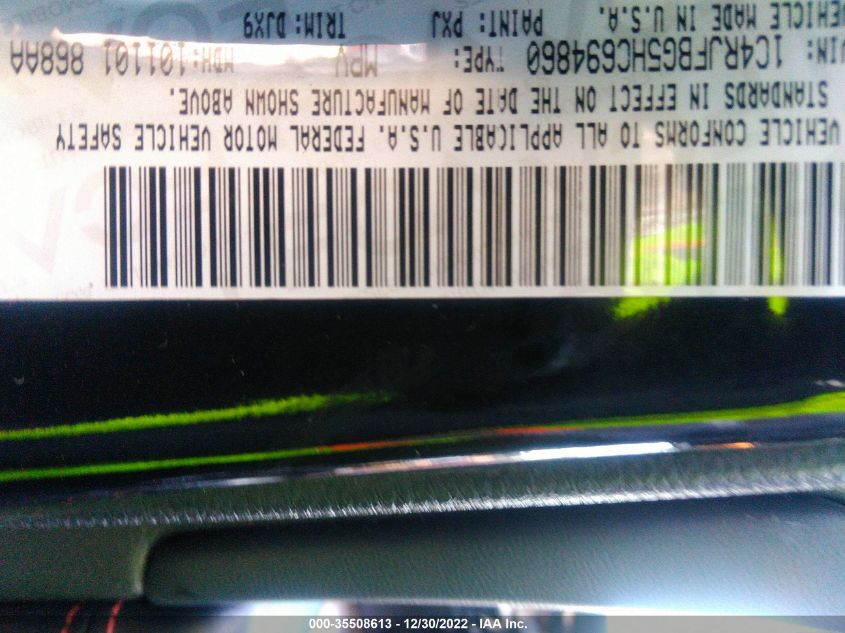 VEHICLE CONFORMS TO ALL APPLICABLE U.S.A. FEDERAL MOTOR VEHICLE SAFETY
STANDARDS IN EFFECT ON THE DATE OF MANUFACTURE SHOWN ABOVE.
VIN: 1C4RJFBG5HC694860 TYPE: MPV MDH: 101101 868AA
VEHICLE MADE IN U.S.A. PAINT: PXJ TRIM: DJX9
000-35508613 - 12/30/2022 - IAA Inc.